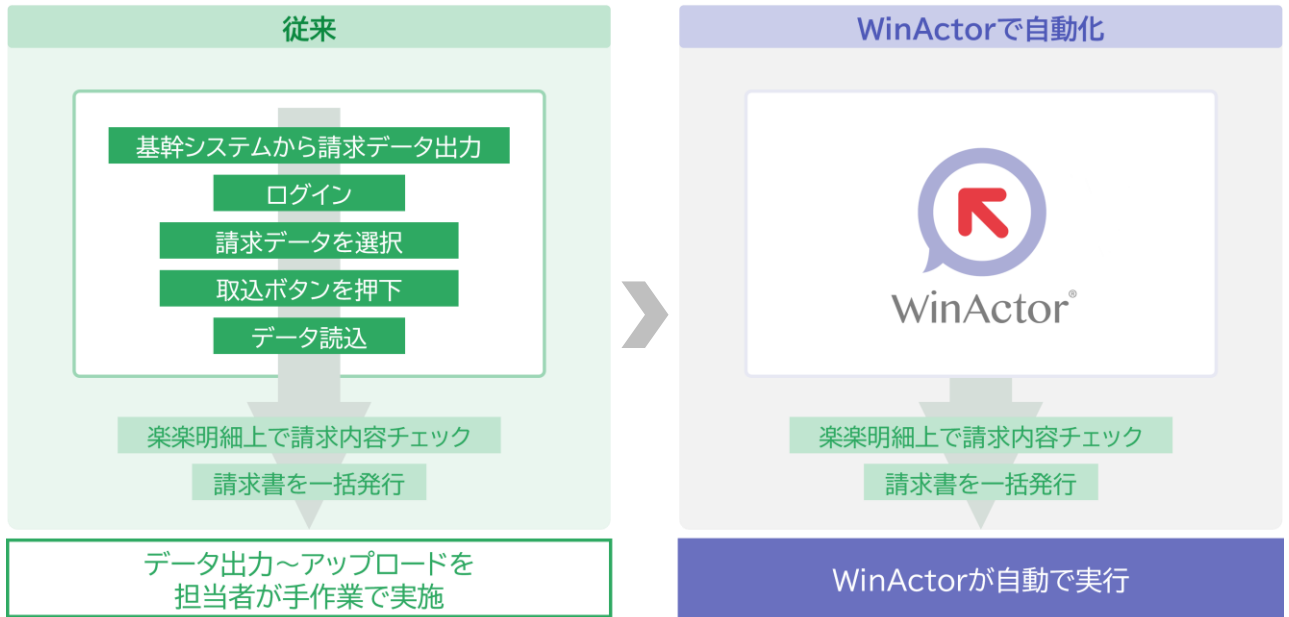 従来
基幹システムから請求データ出力
ログイン
請求データを選択
取込ボタンを押下
データ読込
楽楽明細上で請求内容チェック
請求書を一括発行
データ出力~アップロードを
担当者が手作業で実施
WinActorで自動化
WinActor®
楽楽明細上で請求内容チェック
請求書を一括発行
WinActorが自動で実行